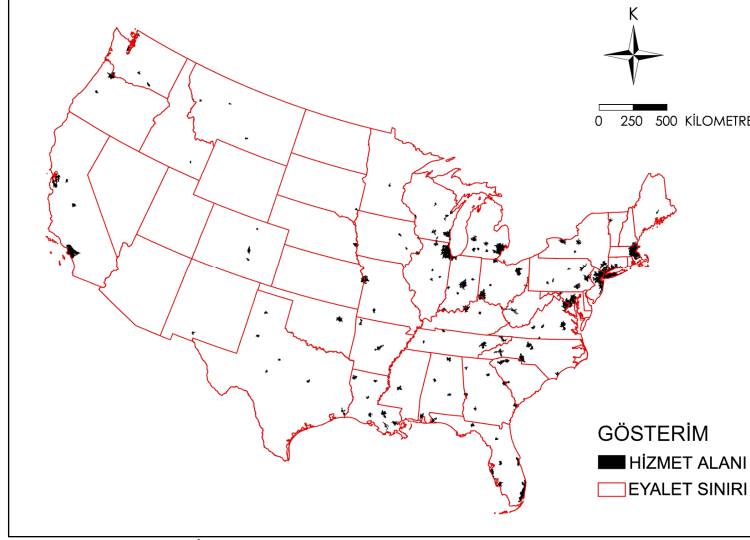 K
0 250 500 KİLOMETRE
GÖSTERİM
HİZMET ALANI
EYALET SINIRI